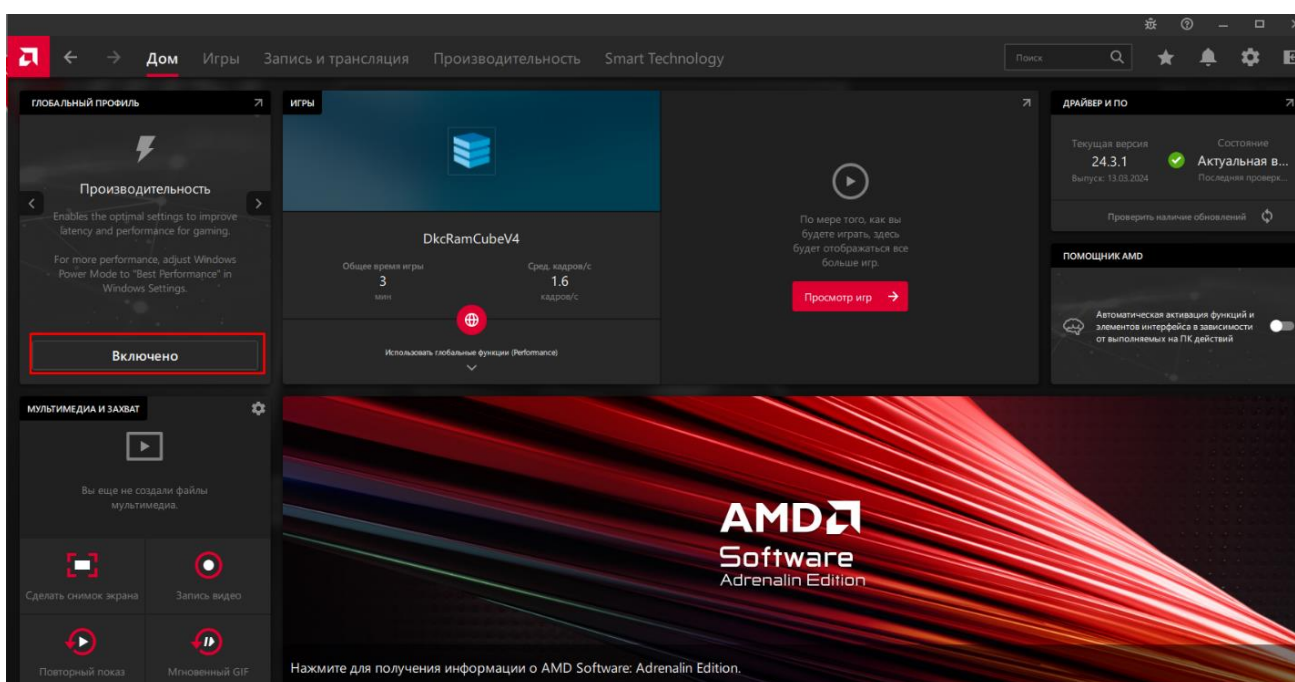 Дом
Игры
Запись и трансляция
Производительность
Smart Technology
Поиск
ГЛОБАЛЬНЫЙ ПРОФИЛЬ
Производительность
Enables the optimal settings to improve
latency and performance for gaming.
For more performance, adjust Windows
Power Mode to "Best Performance" in
Windows Settings.
Включено
ИГРЫ
DkcRamCubeV4
Общее время игры
3
мин
Сред. кадров/с
1.6
кадров/с
Использовать глобальные функции (Performance)
По мере того, как вы
будете играть, здесь
будет отображаться все
больше игр.
Просмотр игр
ДРАЙВЕР И ПО
Текущая версия
24.3.1
Выпуск: 13.03.2024
Состояние
Актуальная в...
Последняя проверк...
Проверить наличие обновлений
ПОМОЩНИК AMD
Автоматическая активация функций и
элементов интерфейса в зависимости
от выполняемых на ПК действий
МУЛЬТИМЕДИА И ЗАХВАТ
Вы еще не создали файлы
мультимедиа.
Сделать снимок экрана
Запись видео
Повторный показ
Мгновенный GIF
AMD
Software
Adrenalin Edition
Нажмите для получения информации о AMD Software: Adrenalin Edition.